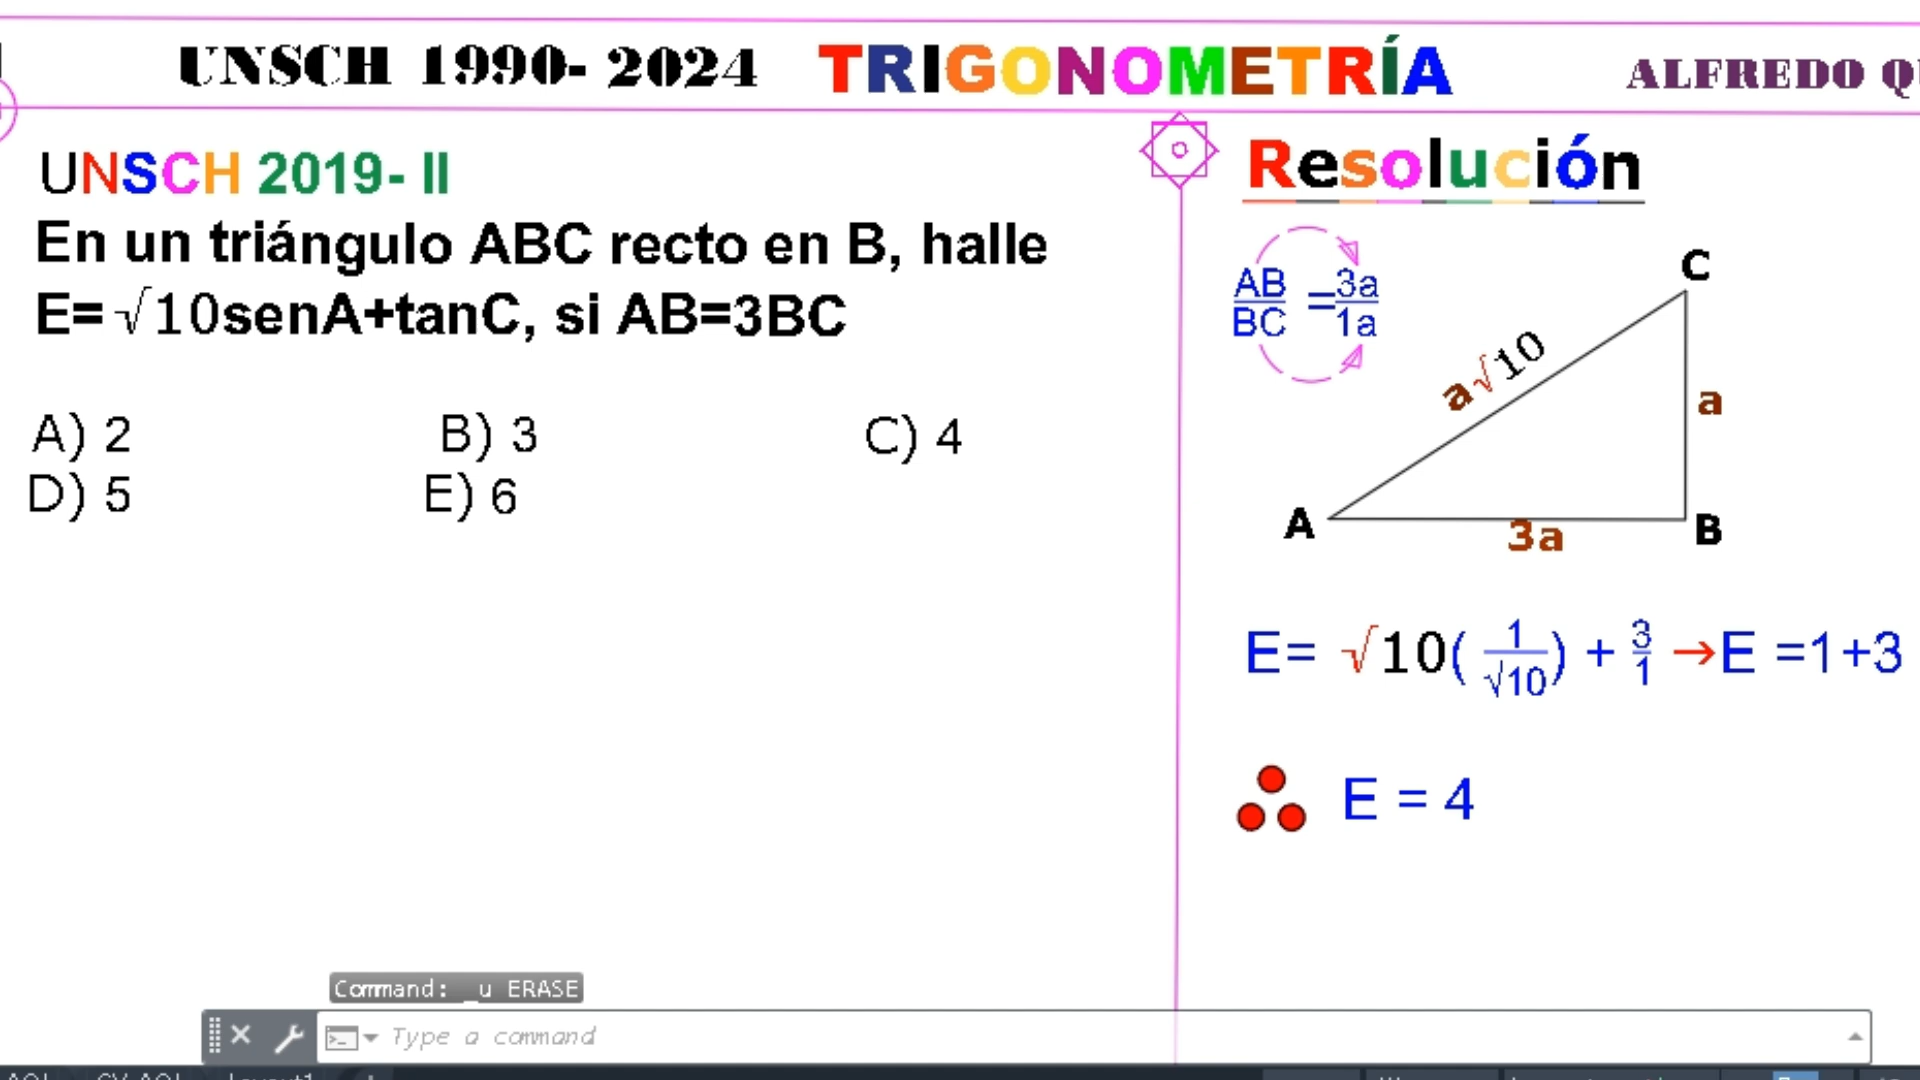 UNSCH 1990- 2024 TRIGONOMETRÍA ALFREDO
UNSCH 2019- II
En un triángulo ABC recto en B, halle
E= √10senA+tanC, si AB=3BC
A) 2 B) 3 C) 4
D) 5 E) 6
Resolución
AB/BC = 3a/1a
C
a√10
a
A
B
3a
E= √10( 1/√10 ) + 3/1 →E =1+3
E = 4
Command: _u ERASE
Type a command